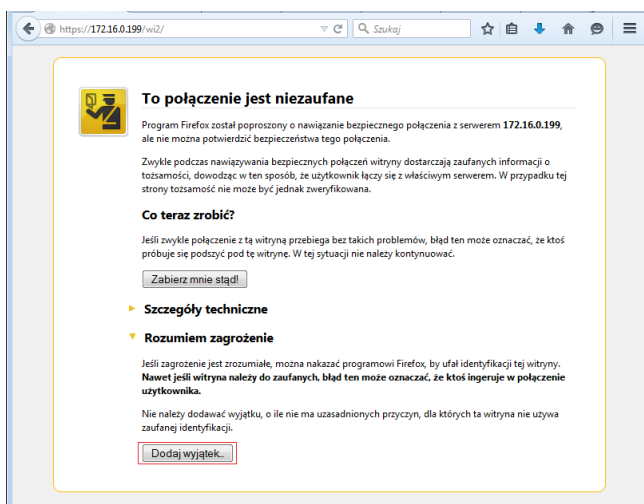 https://172.16.0.199/wi2/
Szukaj
To połączenie jest niezaufane
Program Firefox został poproszony o nawiązanie bezpiecznego połączenia z serwerem 172.16.0.199,
ale nie można potwierdzić bezpieczeństwa tego połączenia.
Zwykle podczas nawiązywania bezpiecznych połączeń witryny dostarczają zaufanych informacji o
tożsamości, dowodząc w ten sposób, że użytkownik łączy się z właściwym serwerem. W przypadku tej
strony tożsamość nie może być jednak zweryfikowana.
Co teraz zrobić?
Jeśli zwykle połączenie z tą witryną przebiega bez takich problemów, błąd ten może oznaczać, że ktoś
próbuje się podszyć pod tę witrynę. W tej sytuacji nie należy kontynuować.
Zabierz mnie stąd!
Szczegóły techniczne
Rozumiem zagrożenie
Jeśli zagrożenie jest zrozumiałe, można nakazać programowi Firefox, by ufał identyfikacji tej witryny.
Nawet jeśli witryna należy do zaufanych, błąd ten może oznaczać, że ktoś ingeruje w połączenie
użytkownika.
Nie należy dodawać wyjątku, o ile nie ma uzasadnionych przyczyn, dla których ta witryna nie używa
zaufanej identyfikacji.
Dodaj wyjątek..